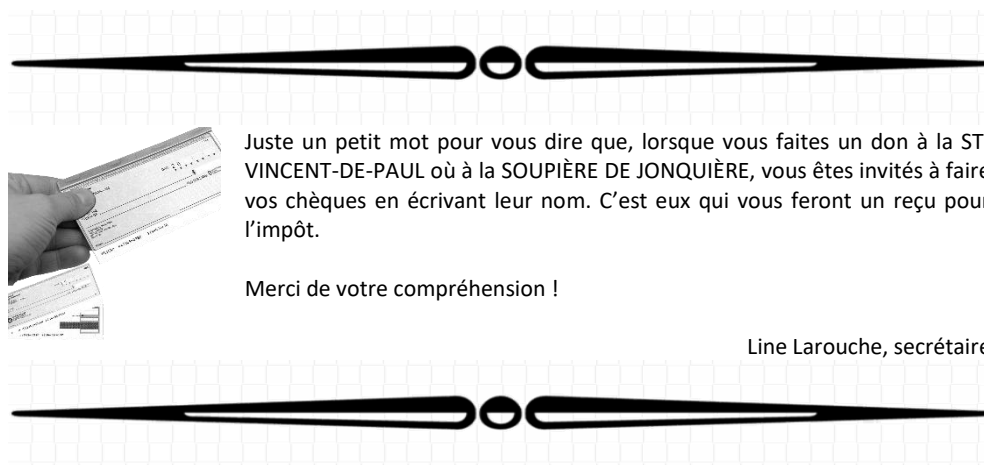 Juste un petit mot pour vous dire que, lorsque vous faites un don à la ST-
VINCENT-DE-PAUL où à la SOUPIÈRE DE JONQUIÈRE, vous êtes invités à faire
vos chèques en écrivant leur nom. C’est eux qui vous feront un reçu pour
l’impôt.
Merci de votre compréhension !
Line Larouche, secrétaire